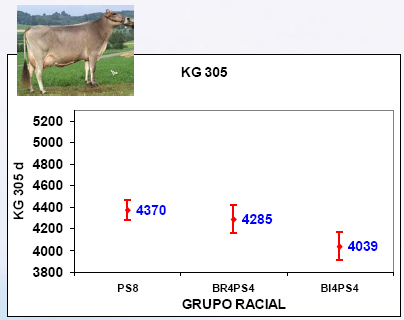 KG 305
5200
5000
4800
4600
4400
4200
4000
3800
KG 305 d
4370
4285
4039
PS8
BR4PS4
BI4PS4
GRUPO RACIAL